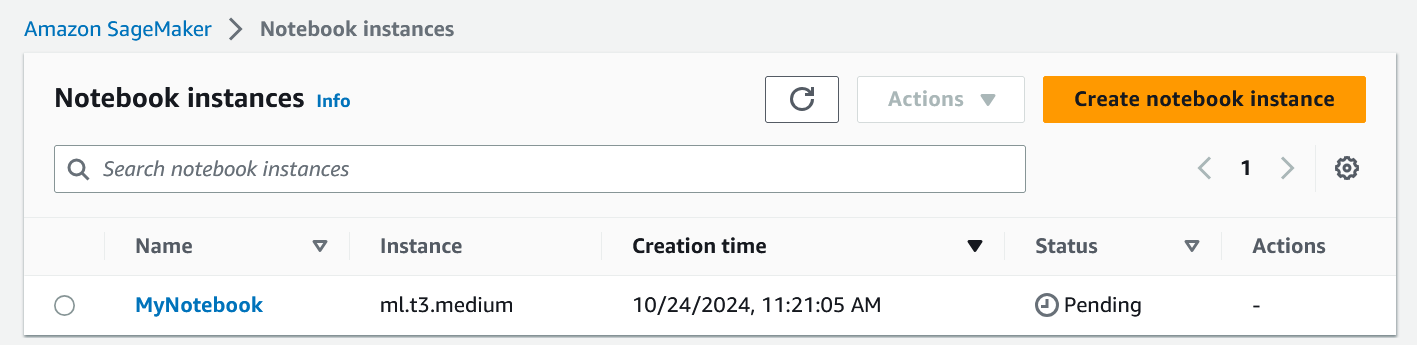 Amazon SageMaker > Notebook instances
Notebook instances Info
Actions
Create notebook instance
Search notebook instances
1
Name Instance Creation time Status Actions
MyNotebook ml.t3.medium 10/24/2024, 11:21:05 AM Pending -